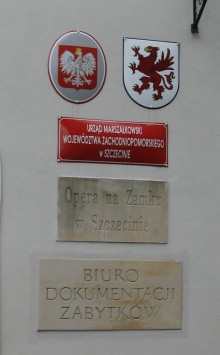 URZĄD MARSZAŁKOWSKI
WOJEWÓDZTWA ZACHODNIOPOMORSKIEGO
w SZCZECINIE
Opera na Zamku
w Szczecinie
BIURO
DOKUMENTACJI
ZABYTKÓW